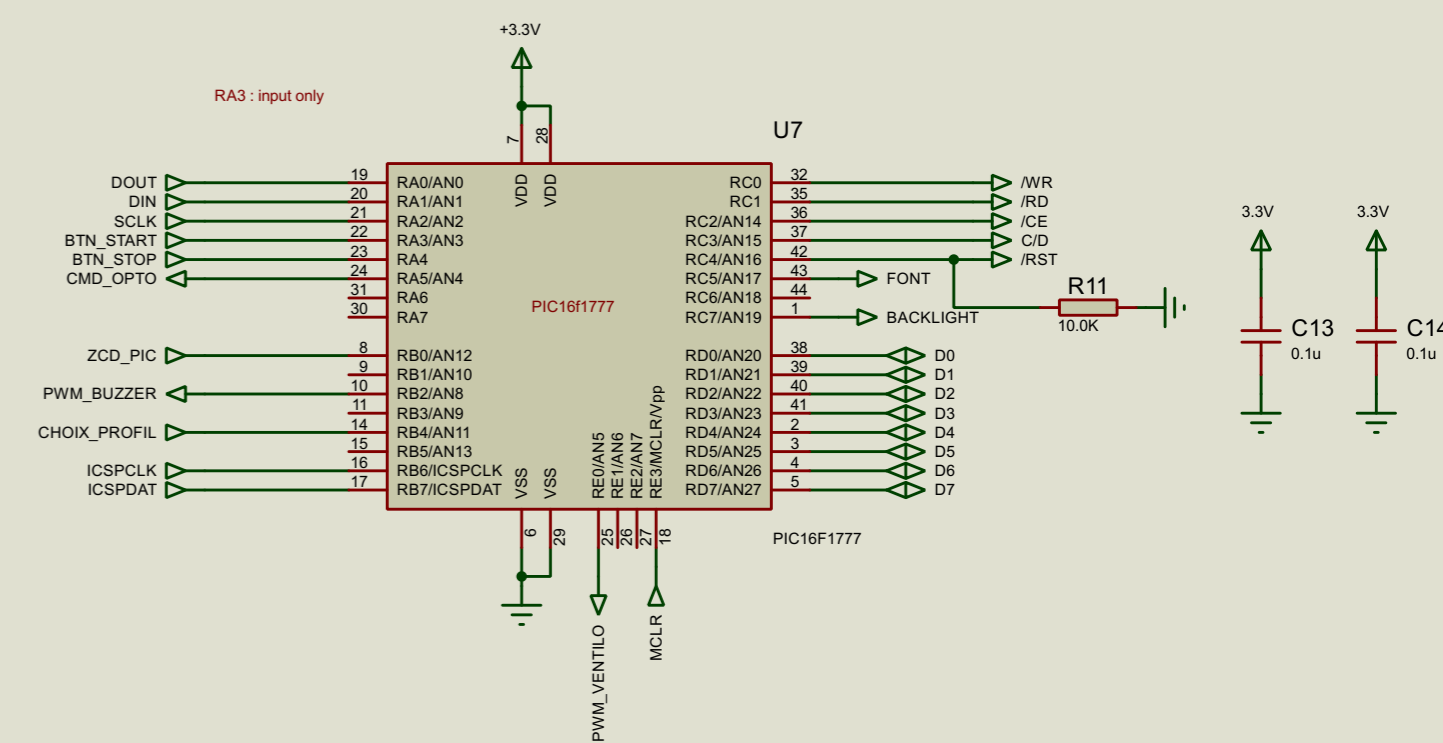 +3.3V
RA3 : input only
U7
7
28
VDD
VDD
DOUT 19 RA0/AN0
DIN 20 RA1/AN1
SCLK 21 RA2/AN2
BTN_START 22 RA3/AN3
BTN_STOP 23 RA4
CMD_OPTO 24 RA5/AN4
31 RA6
30 RA7
ZCD_PIC 8 RB0/AN12
9 RB1/AN10
PWM_BUZZER 10 RB2/AN8
11 RB3/AN9
CHOIX_PROFIL 14 RB4/AN11
15 RB5/AN13
ICSPCLK 16 RB6/ICSPCLK
ICSPDAT 17 RB7/ICSPDAT
PIC16f1777
RC0 32 /WR
RC1 35 /RD
RC2/AN14 36 /CE
RC3/AN15 37 C/D
RC4/AN16 42 /RST
RC5/AN17 43 FONT
RC6/AN18 44
RC7/AN19 1 BACKLIGHT
RD0/AN20 38 D0
RD1/AN21 39 D1
RD2/AN22 40 D2
RD3/AN23 41 D3
RD4/AN24 2 D4
RD5/AN25 3 D5
RD6/AN26 4 D6
RD7/AN27 5 D7
VSS
VSS
RE0/AN5
RE1/AN6
RE2/AN7
RE3/MCLR/Vpp
6
29
25
26
27
18
PWM_VENTILO
MCLR
PIC16F1777
R11
10.0K
3.3V
C13
0.1u
3.3V
C14
0.1u